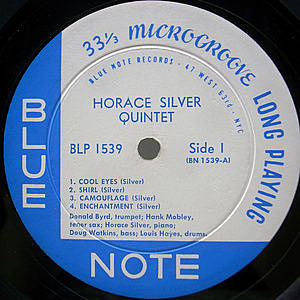 33⅓ MICROGROOVE LONG PLAYING
BLUE NOTE RECORDS • 47 WEST 63rd • NYC
HORACE SILVER
QUINTET
BLP 1539
Side 1
(BN 1539-A)
1. COOL EYES (Silver)
2. SHIRL (Silver)
3. CAMOUFLAGE (Silver)
4. ENCHANTMENT (Silver)
Donald Byrd, trumpet; Hank Mobley,
tenor sax; Horace Silver, piano;
Doug Watkins, bass; Louis Hayes, drums.
BLUE
NOTE